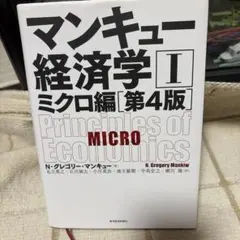 マンキュー
経済学 I
ミクロ編[第4版]
Principles of
Economics
MICRO
N・グレゴリー・マンキュー
N. Gregory Mankiw